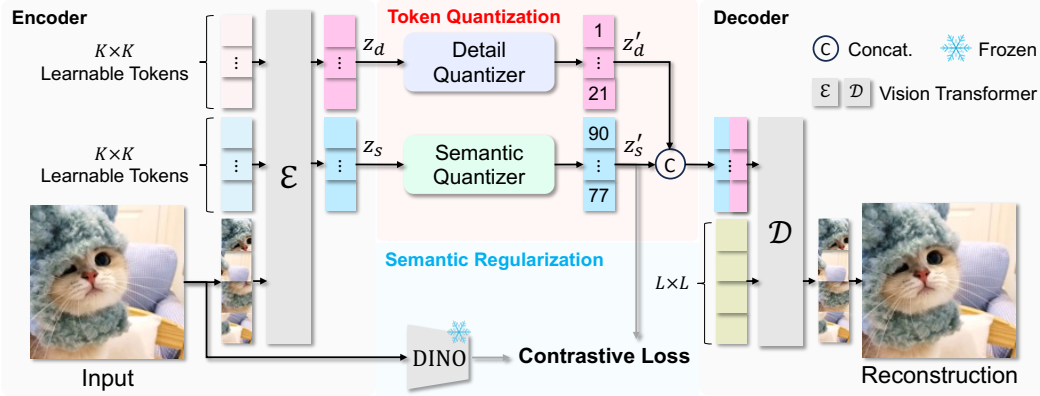 Encoder
Token Quantization
Decoder
K×K
Learnable Tokens
z_d
Detail
Quantizer
1
⋮
21
z′_d
C Concat.
Frozen
ℰ 𝒟 Vision Transformer
K×K
Learnable Tokens
ℰ
z_s
Semantic
Quantizer
90
⋮
77
z′_s
C
𝒟
Semantic Regularization
L×L
DINO
Contrastive Loss
Input
Reconstruction